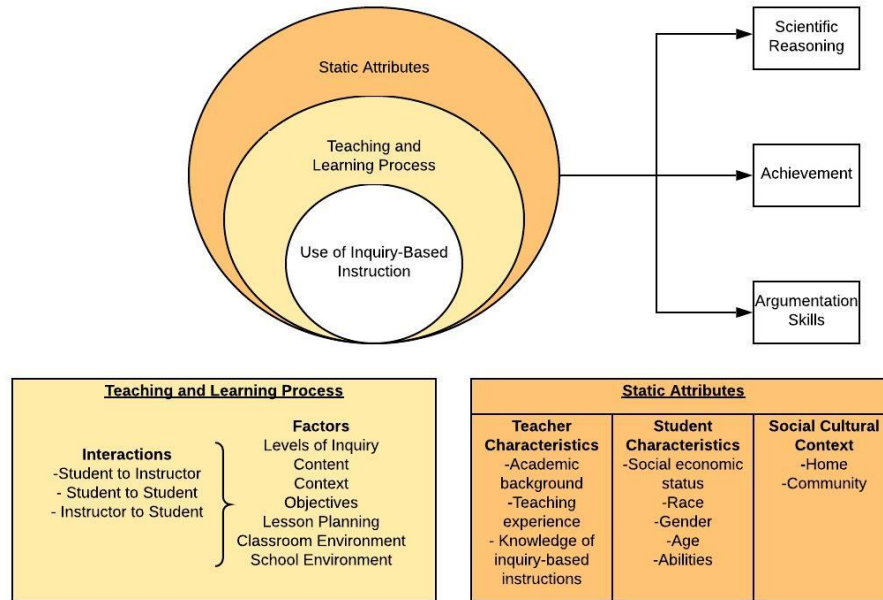 Static Attributes
Teaching and
Learning Process
Use of Inquiry-Based
Instruction
Scientific
Reasoning
Achievement
Argumentation
Skills
Teaching and Learning Process
Interactions
-Student to Instructor
- Student to Student
- Instructor to Student
Factors
Levels of Inquiry
Content
Context
Objectives
Lesson Planning
Classroom Environment
School Environment
Static Attributes
Teacher
Characteristics
-Academic
background
-Teaching
experience
- Knowledge of
inquiry-based
instructions
Student
Characteristics
-Social economic
status
-Race
-Gender
-Age
-Abilities
Social Cultural
Context
-Home
-Community